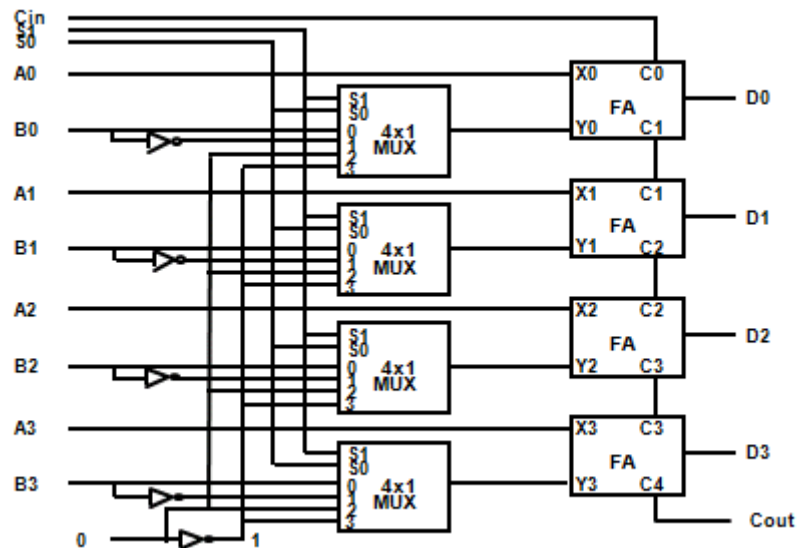 Cin
S1
S0
A0
X0 C0
S1
S0
FA
D0
B0
0 4x1
1 MUX
2
3
Y0 C1
A1
X1 C1
S1
S0
FA
D1
B1
0 4x1
1 MUX
2
3
Y1 C2
A2
X2 C2
S1
S0
FA
D2
B2
0 4x1
1 MUX
2
3
Y2 C3
A3
X3 C3
S1
S0
FA
D3
B3
0 4x1
1 MUX
2
3
Y3 C4
0 1
Cout